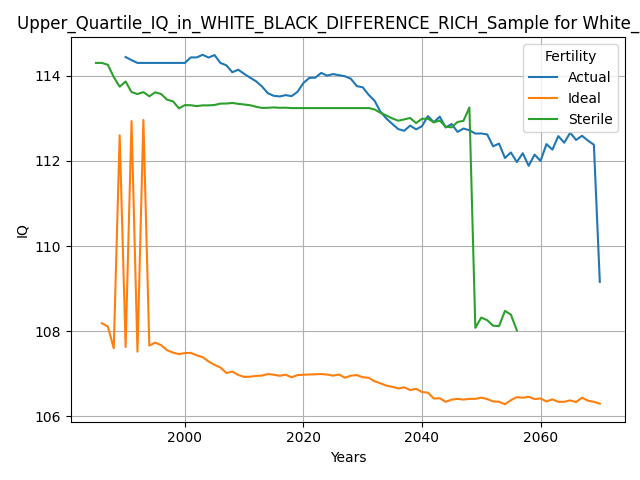 Upper_Quartile_IQ_in_WHITE_BLACK_DIFFERENCE_RICH_Sample for White_
Fertility
Actual
Ideal
Sterile
114
112
110
108
106
IQ
2000
2020
2040
2060
Years